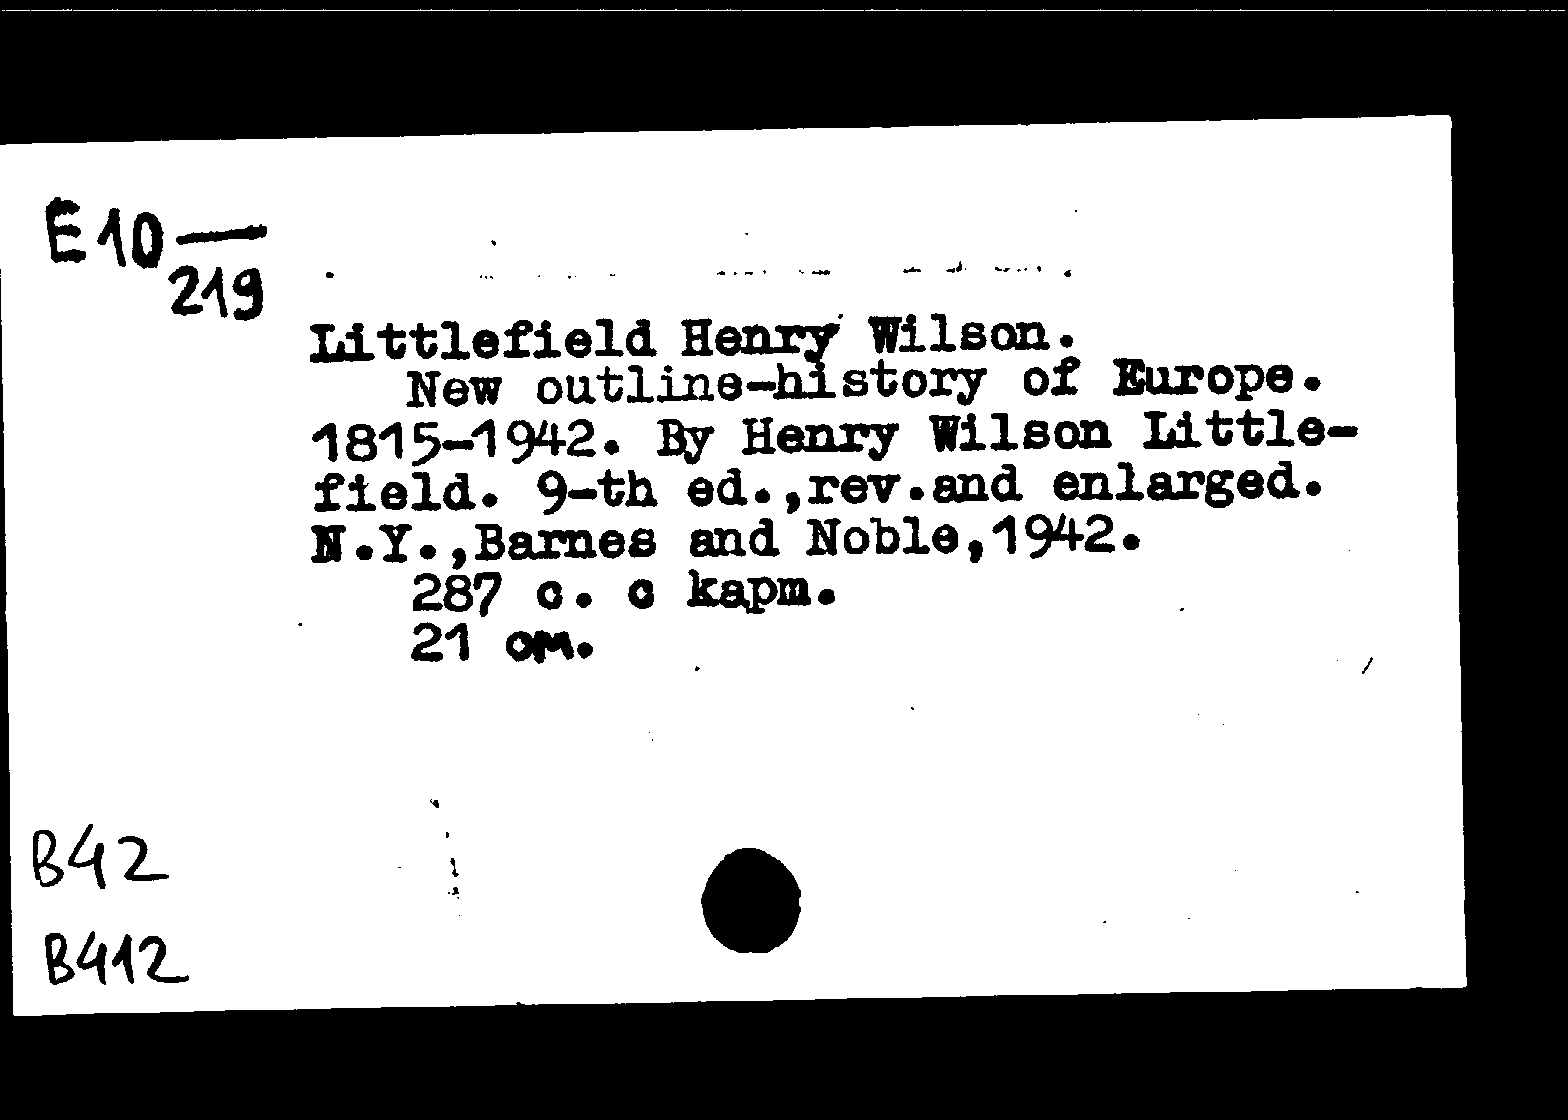 E10—
219
Littlefield Henry Wilson.
New outline-history of Europe.
1815-1942. By Henry Wilson Little-
field. 9-th ed.,rev.and enlarged.
N.Y.,Barnes and Noble,1942.
287 c. c kapm.
21 cm.
B42
B412